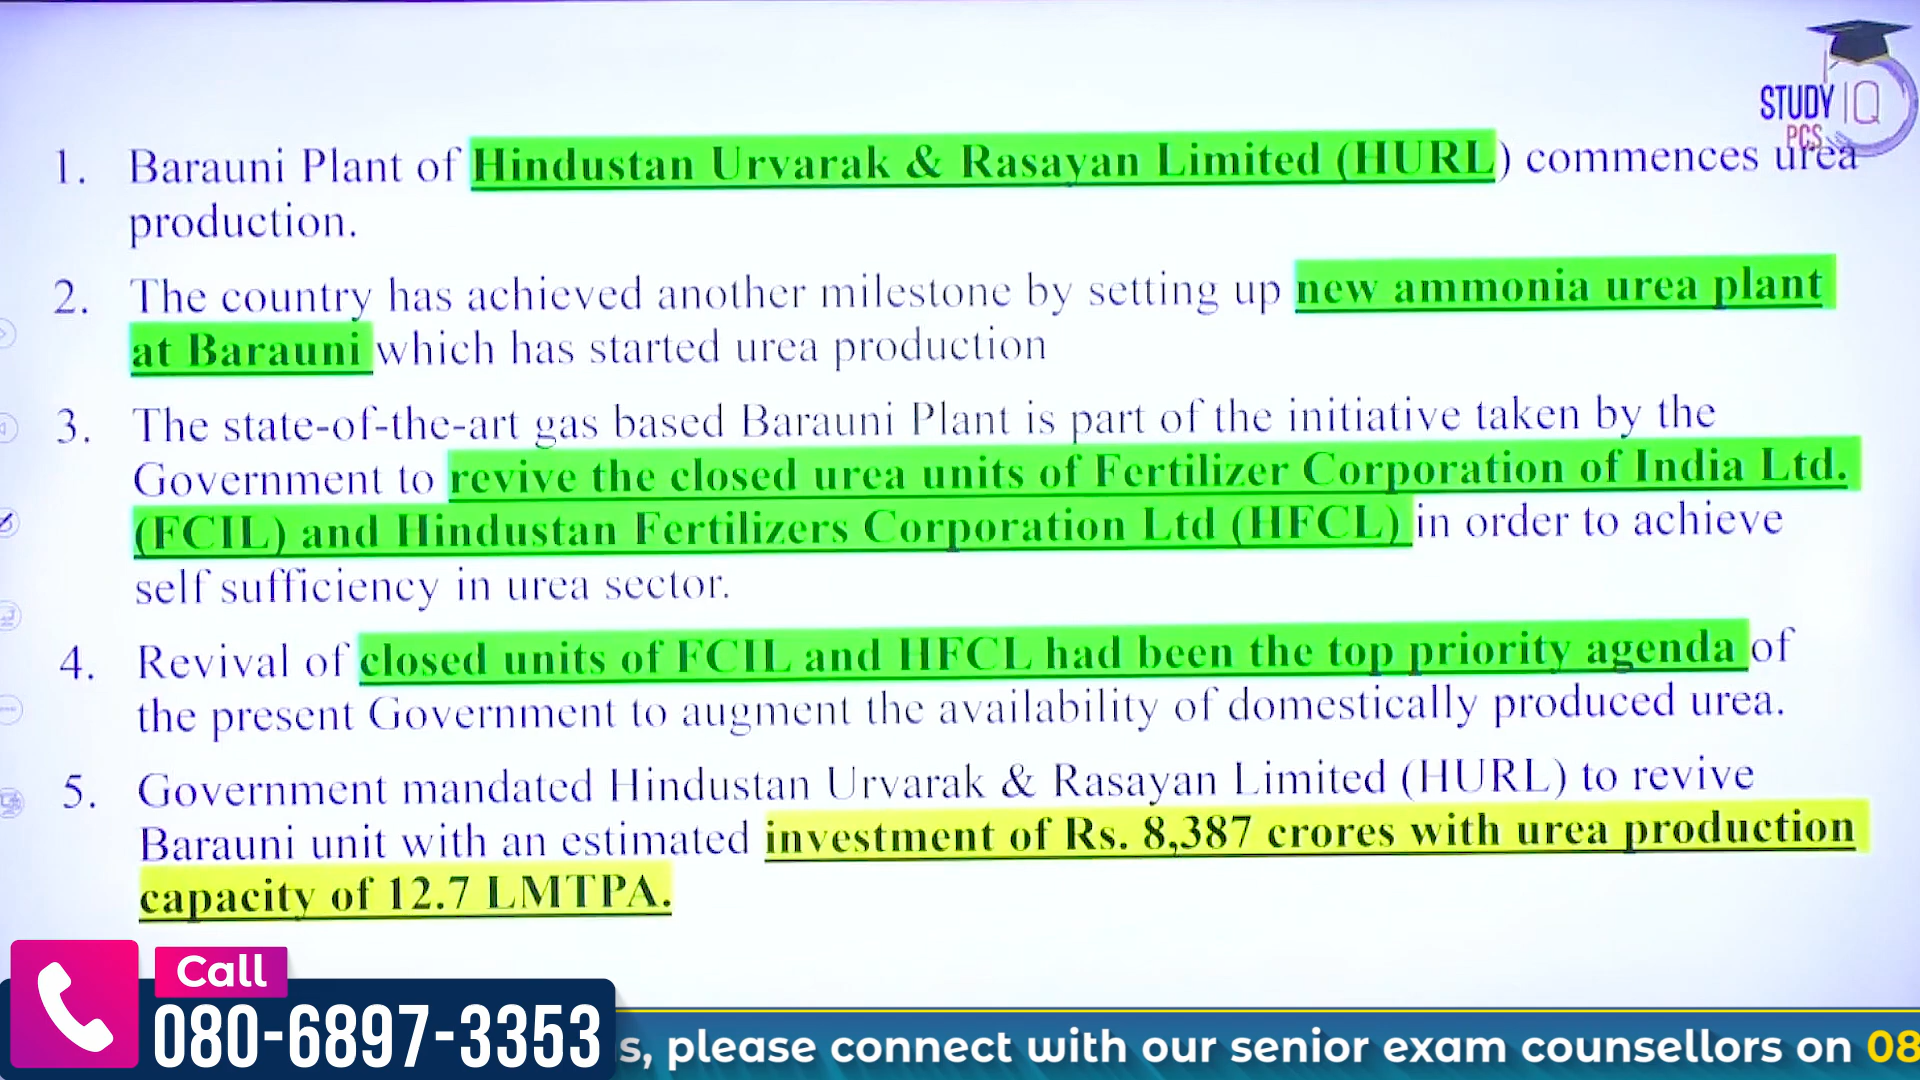 STUDY IQ
PCS
1. Barauni Plant of Hindustan Urvarak & Rasayan Limited (HURL) commences urea
production.
2. The country has achieved another milestone by setting up new ammonia urea plant
at Barauni which has started urea production
3. The state-of-the-art gas based Barauni Plant is part of the initiative taken by the
Government to revive the closed urea units of Fertilizer Corporation of India Ltd.
(FCIL) and Hindustan Fertilizers Corporation Ltd (HFCL) in order to achieve
self sufficiency in urea sector.
4. Revival of closed units of FCIL and HFCL had been the top priority agenda of
the present Government to augment the availability of domestically produced urea.
5. Government mandated Hindustan Urvarak & Rasayan Limited (HURL) to revive
Barauni unit with an estimated investment of Rs. 8,387 crores with urea production
capacity of 12.7 LMTPA.
Call
080-6897-3353
s, please connect with our senior exam counsellors on 08